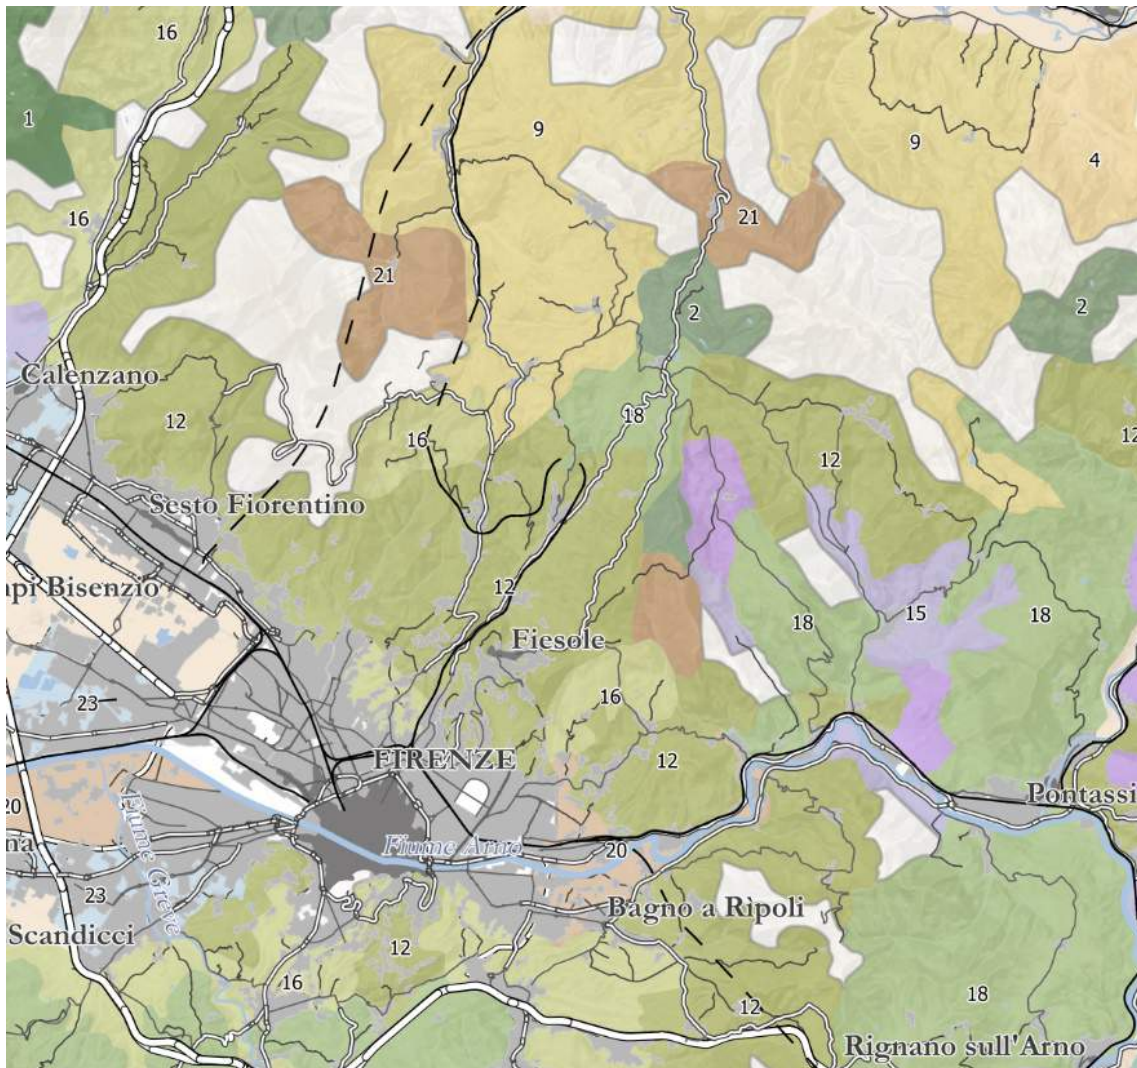 16
1
9
9
4
16
21
21
2
2
Calenzano
12
18
16
12
12
Sesto Fiorentino
12
pi Bisenzio
15
18
18
Fiesole
16
23
FIRENZE
12
20
Fiume Greve
Pontassi
na
Fiume Arno
20
23
Bagno a Rìpoli
Scandicci
12
16
18
12
Rignano sull'Arno